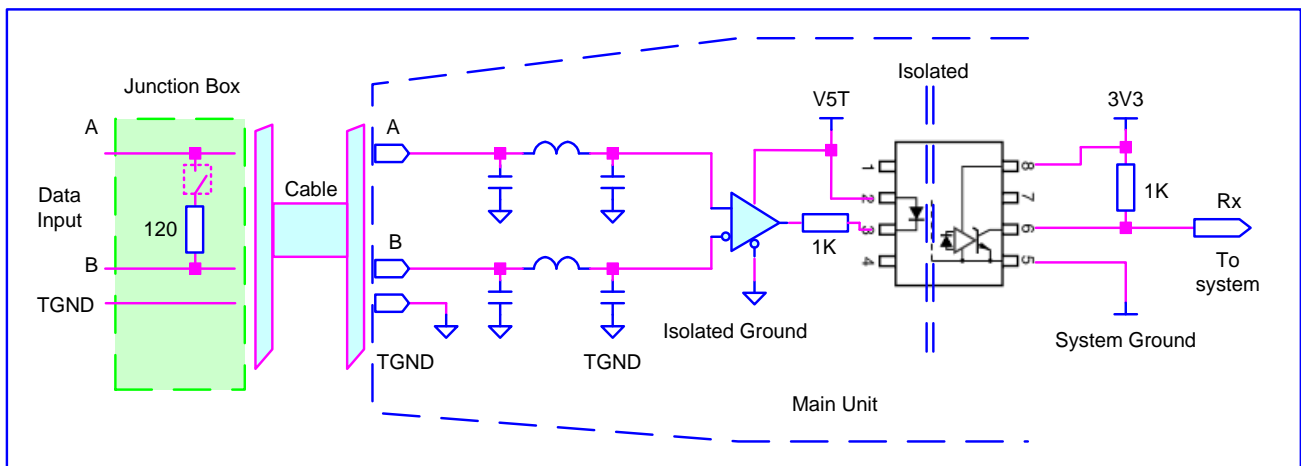 Junction Box
A
Data
Input
120
B
TGND
Cable
A
B
TGND
TGND
Isolated Ground
1K
V5T
Isolated
1
2
3
4
8
7
6
5
3V3
1K
Rx
To
system
System Ground
Main Unit